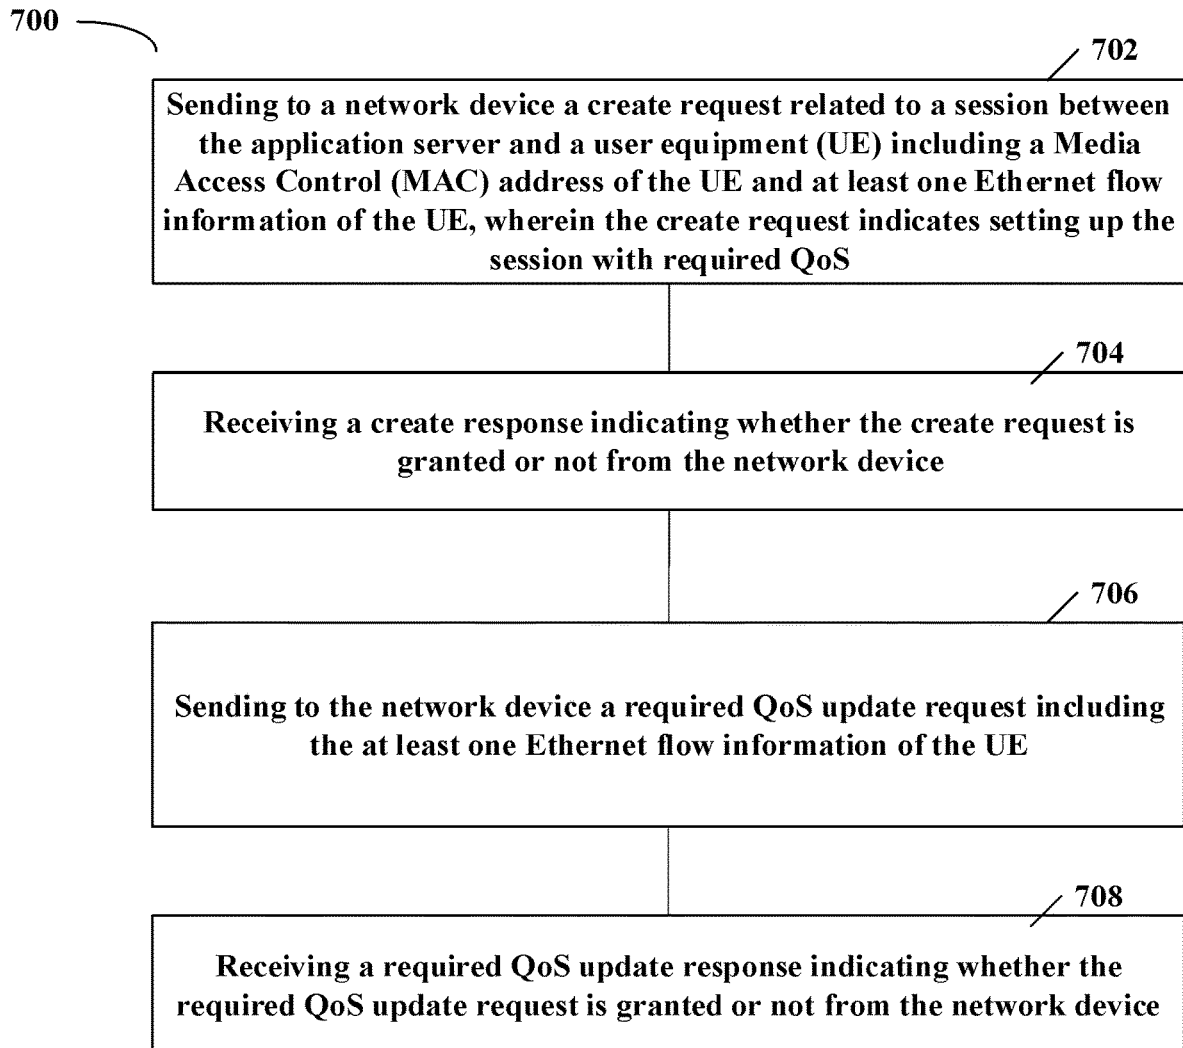 700
702
Sending to a network device a create request related to a session between
the application server and a user equipment (UE) including a Media
Access Control (MAC) address of the UE and at least one Ethernet flow
information of the UE, wherein the create request indicates setting up the
session with required QoS
704
Receiving a create response indicating whether the create request is
granted or not from the network device
706
Sending to the network device a required QoS update request including
the at least one Ethernet flow information of the UE
708
Receiving a required QoS update response indicating whether the
required QoS update request is granted or not from the network device